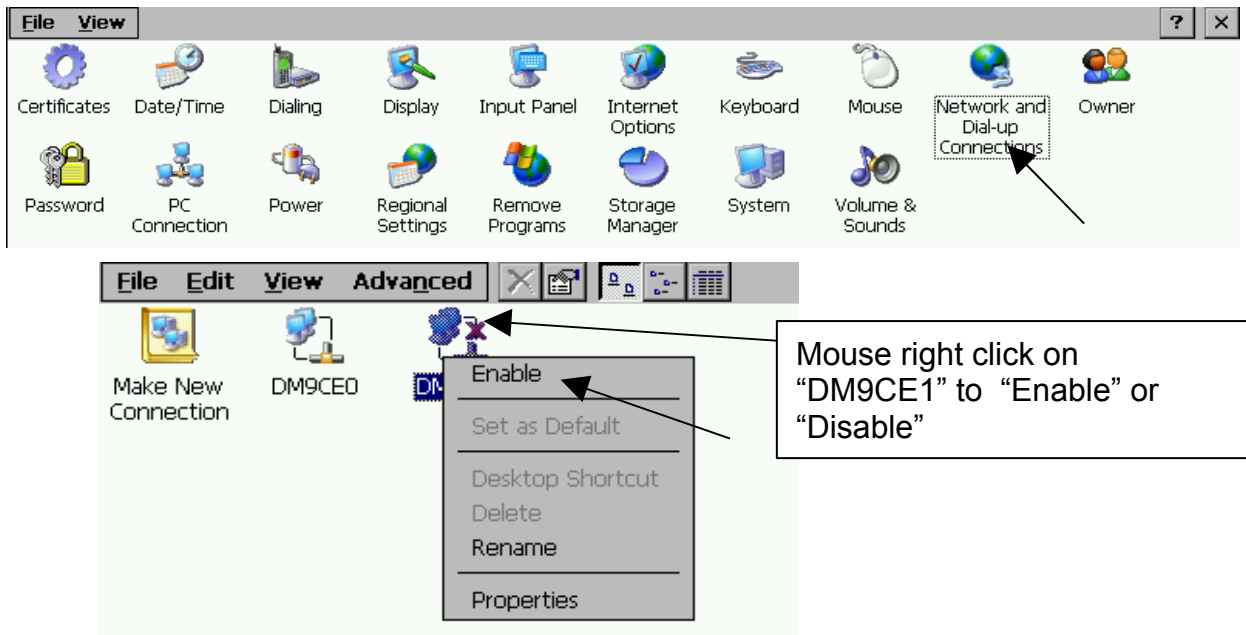 File View ? ×
Certificates Date/Time Dialing Display Input Panel Internet Keyboard Mouse Network and Owner
Options Dial-up
Connections
Password PC Power Regional Remove Storage System Volume &
Connection Settings Programs Manager Sounds
File Edit View Advanced
Make New DM9CE0 DM
Connection
Enable
Set as Default
Desktop Shortcut
Delete
Rename
Properties
Mouse right click on
“DM9CE1” to “Enable” or
“Disable”